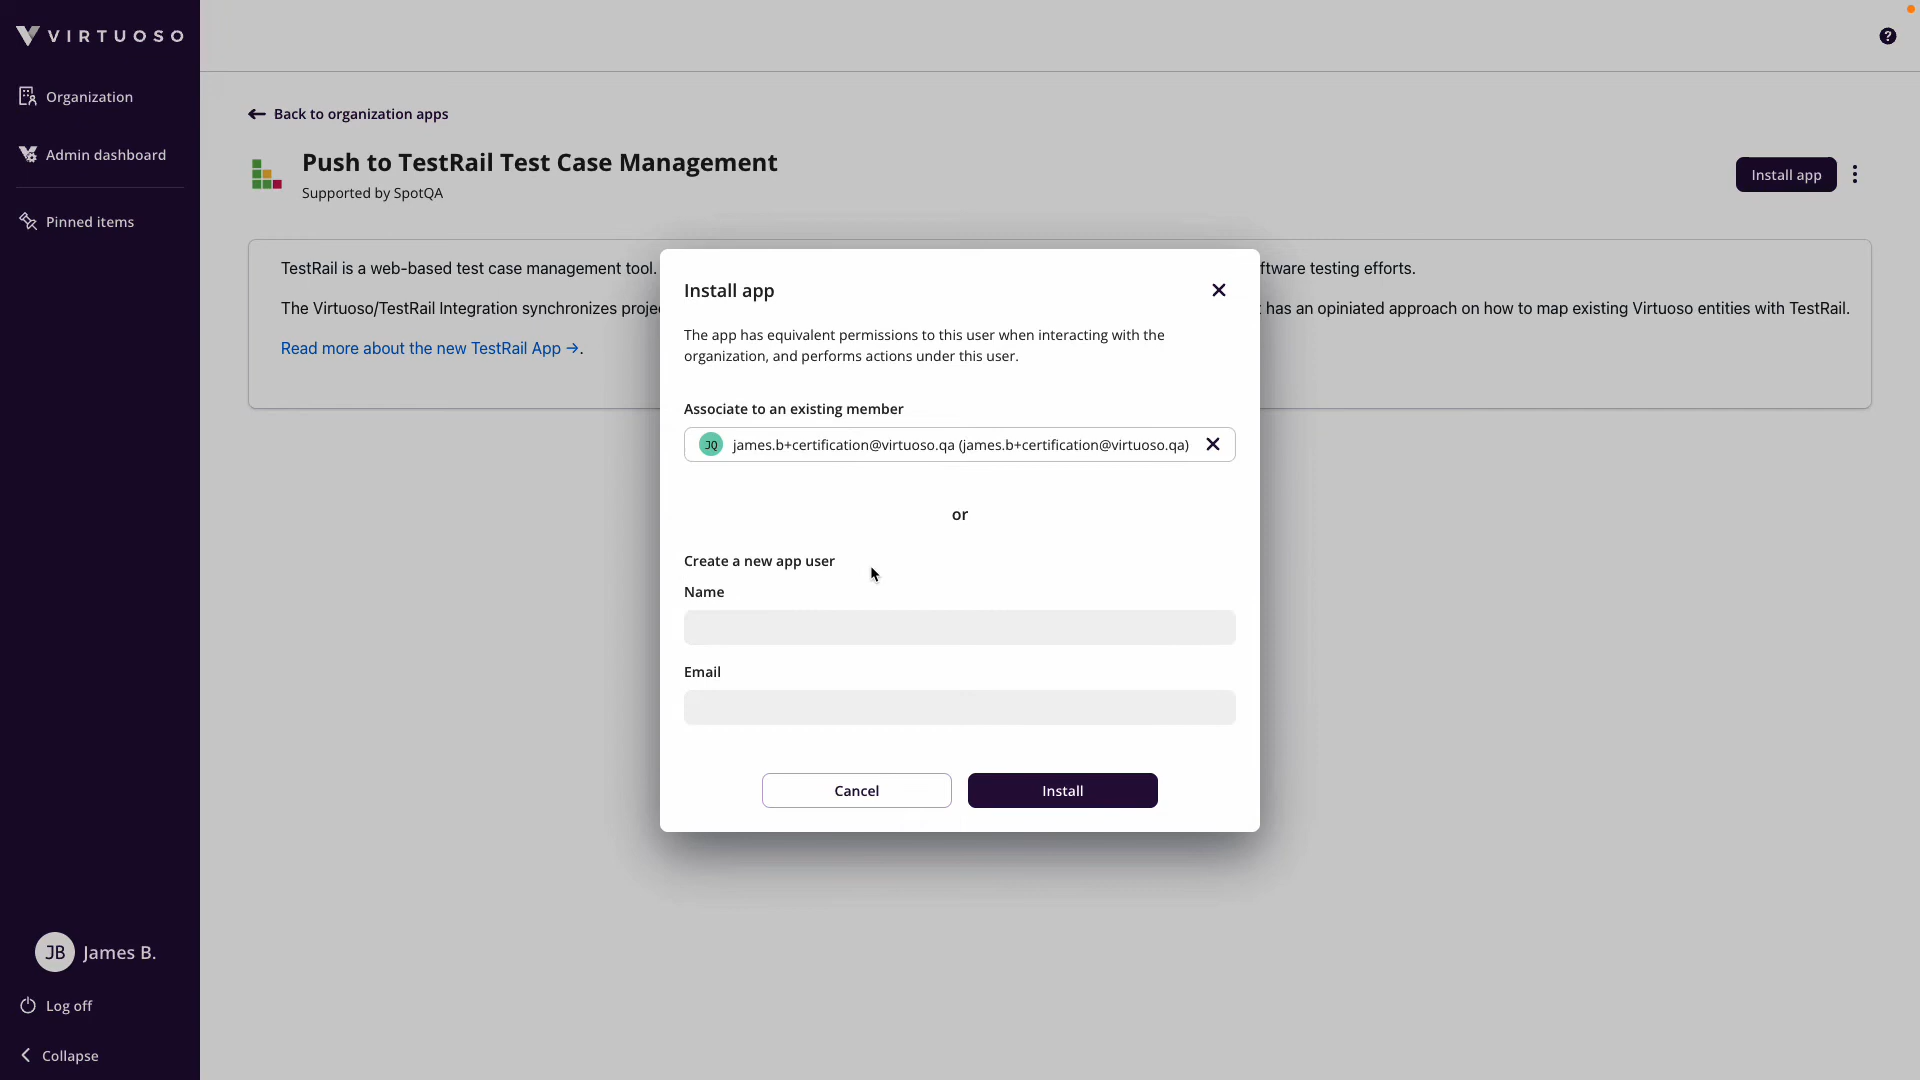 VIRTUOSO
Organization
Admin dashboard
Pinned items
JB James B.
Log off
Collapse
?
Back to organization apps
Push to TestRail Test Case Management
Supported by SpotQA
Install app
TestRail is a web-based test case management tool. ftware testing efforts.
The Virtuoso/TestRail Integration synchronizes proje has an opiniated approach on how to map existing Virtuoso entities with TestRail.
Read more about the new TestRail App →.
Install app
The app has equivalent permissions to this user when interacting with the
organization, and performs actions under this user.
Associate to an existing member
JQ james.b+certification@virtuoso.qa (james.b+certification@virtuoso.qa)
or
Create a new app user
Name
Email
Cancel
Install